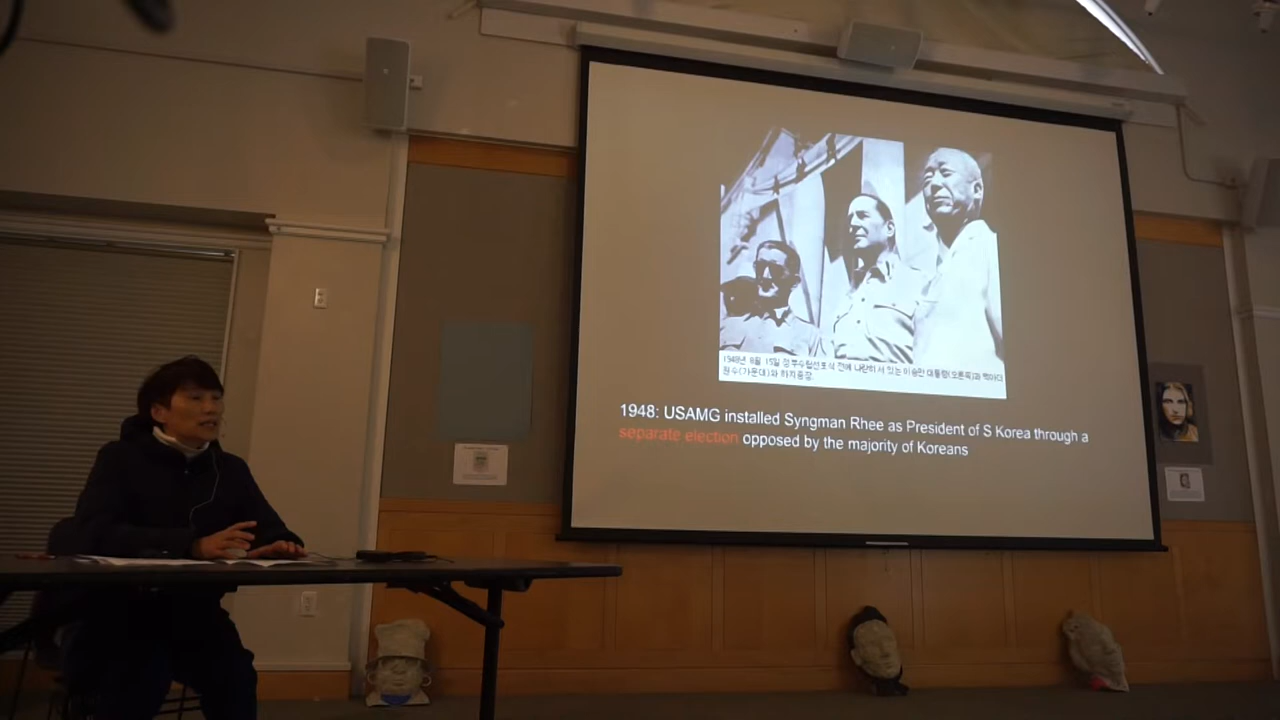 1948년 8월 15일 정부수립선포식 전에 나란히 서 있는 이승만 대통령(오른쪽)과 맥아더
원수(가운데)와 하지중장.
1948: USAMG installed Syngman Rhee as President of S Korea through a
separate election opposed by the majority of Koreans